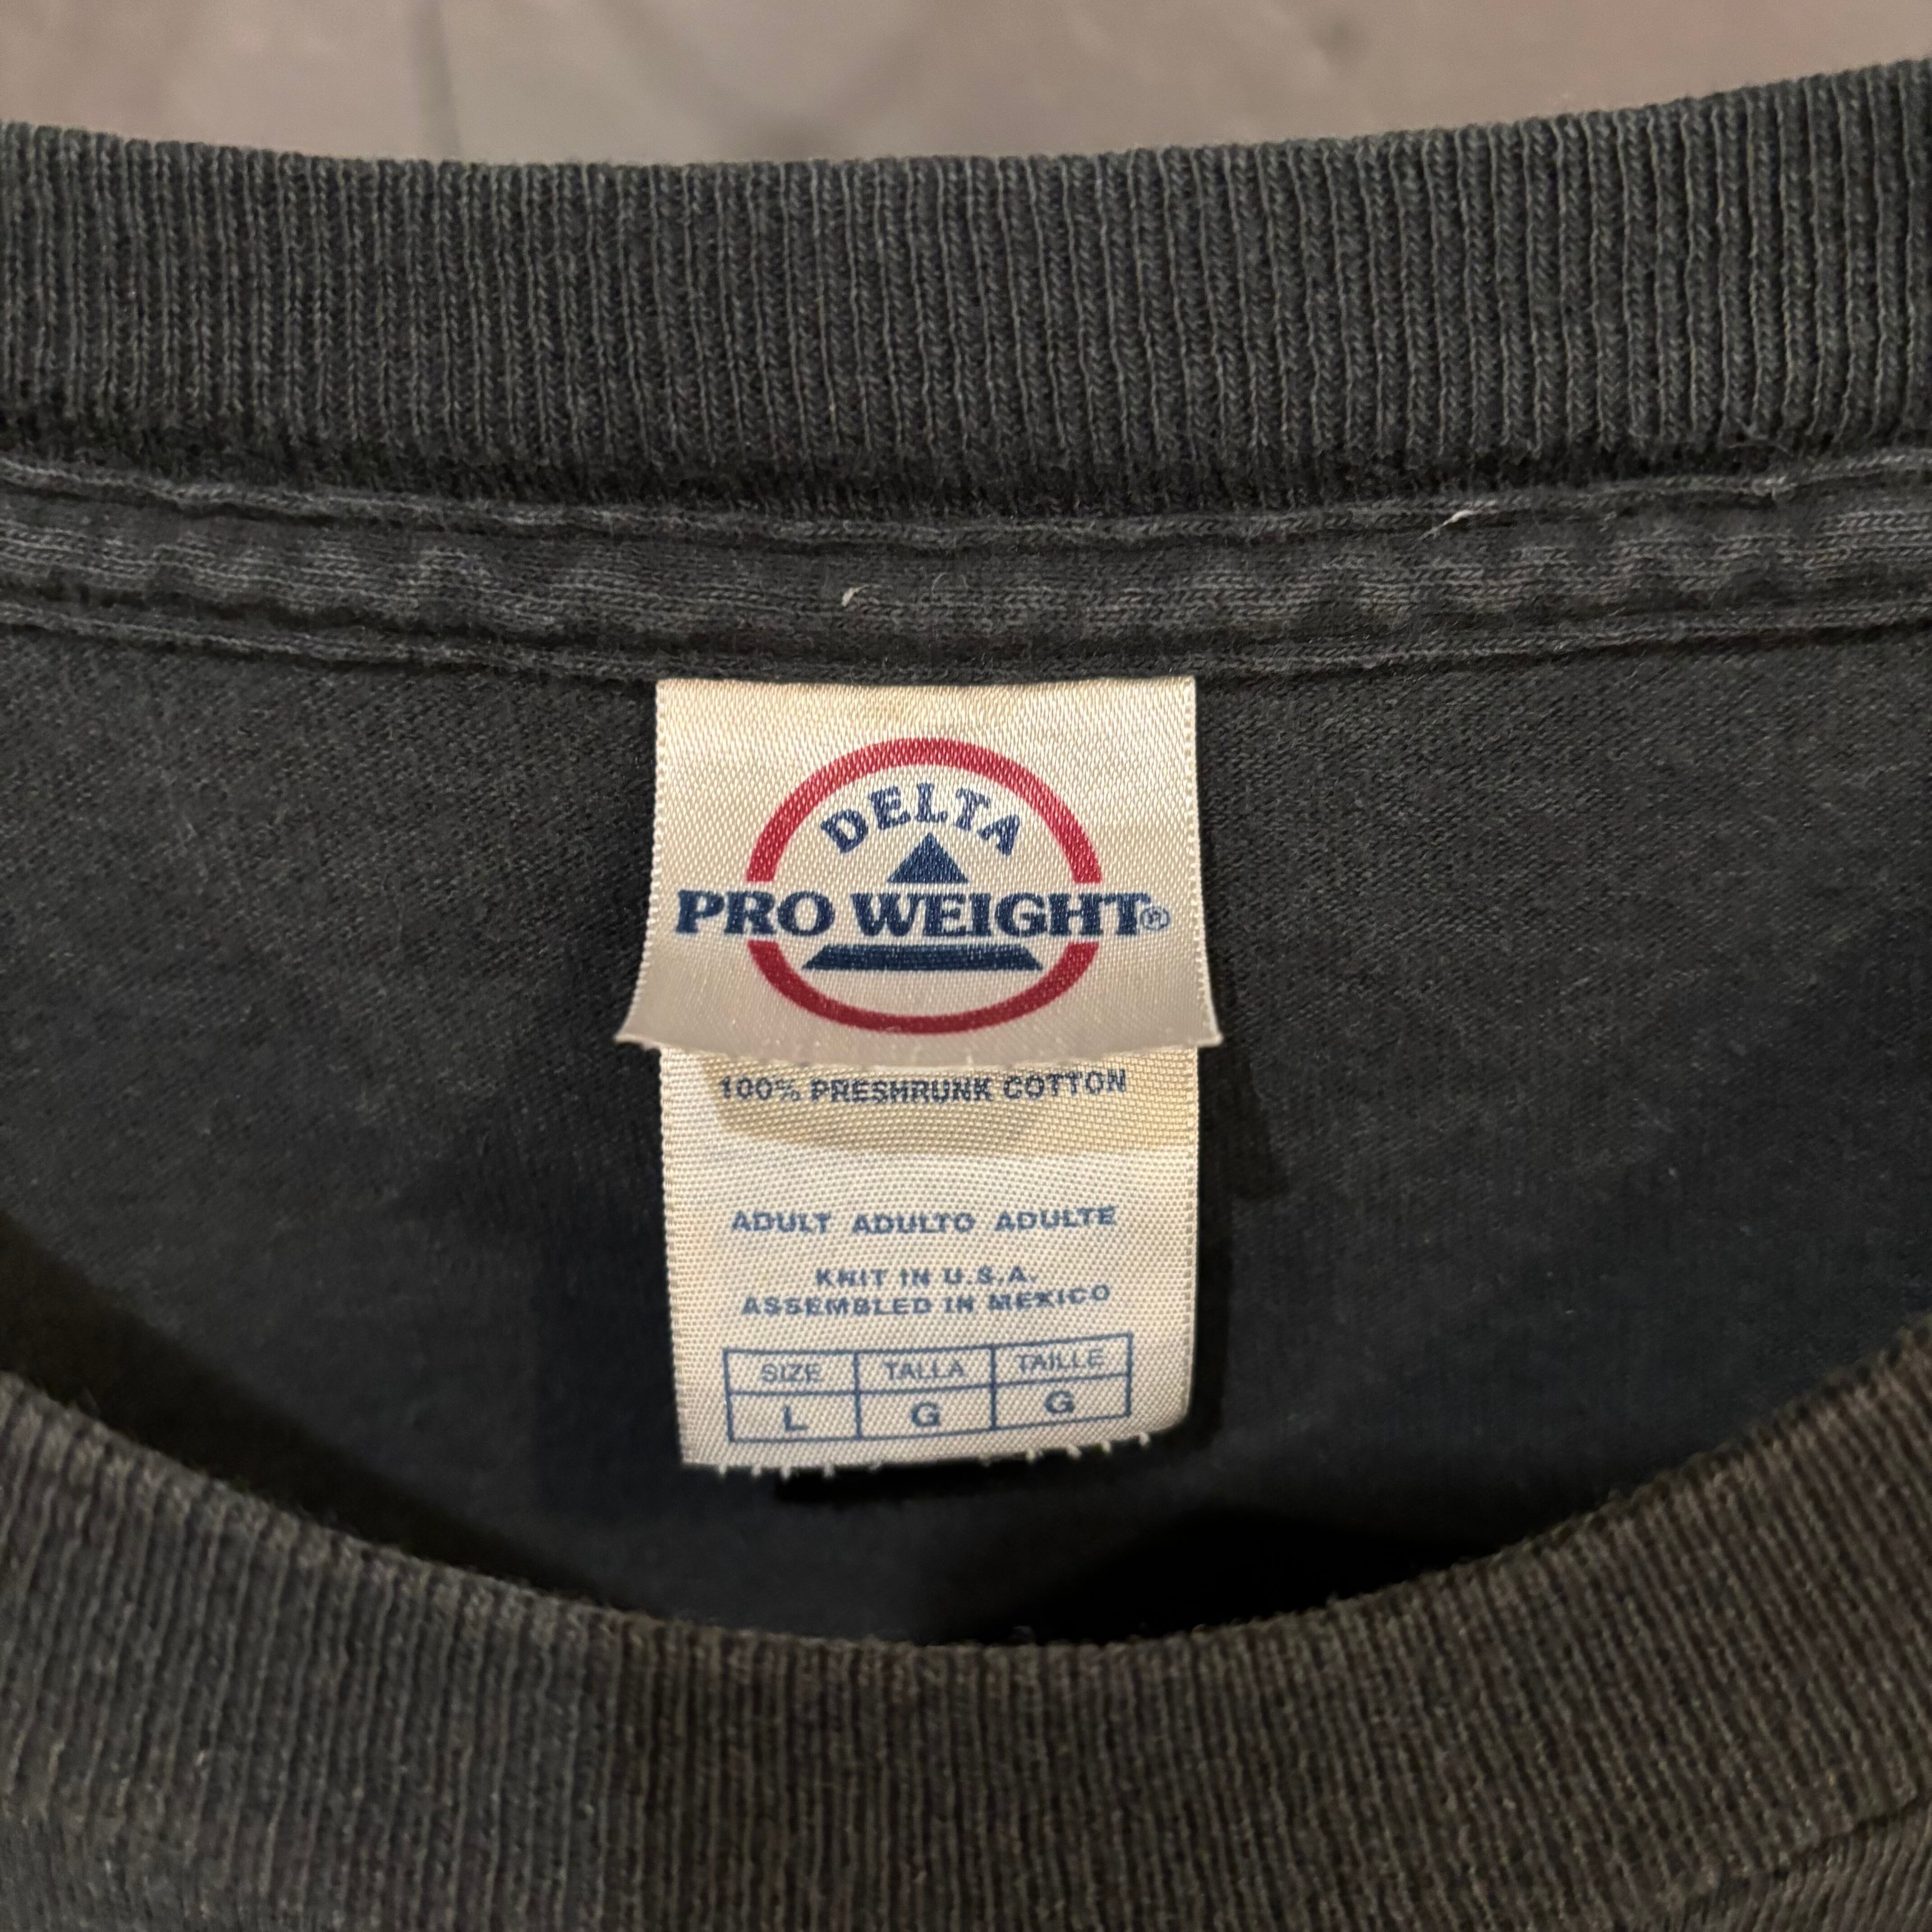 DELTA
PRO WEIGHT®
100% PRESHRUNK COTTON
ADULT ADULTO ADULTE
KNIT IN U.S.A.
ASSEMBLED IN MEXICO
SIZE TALLA TAILLE
L G G